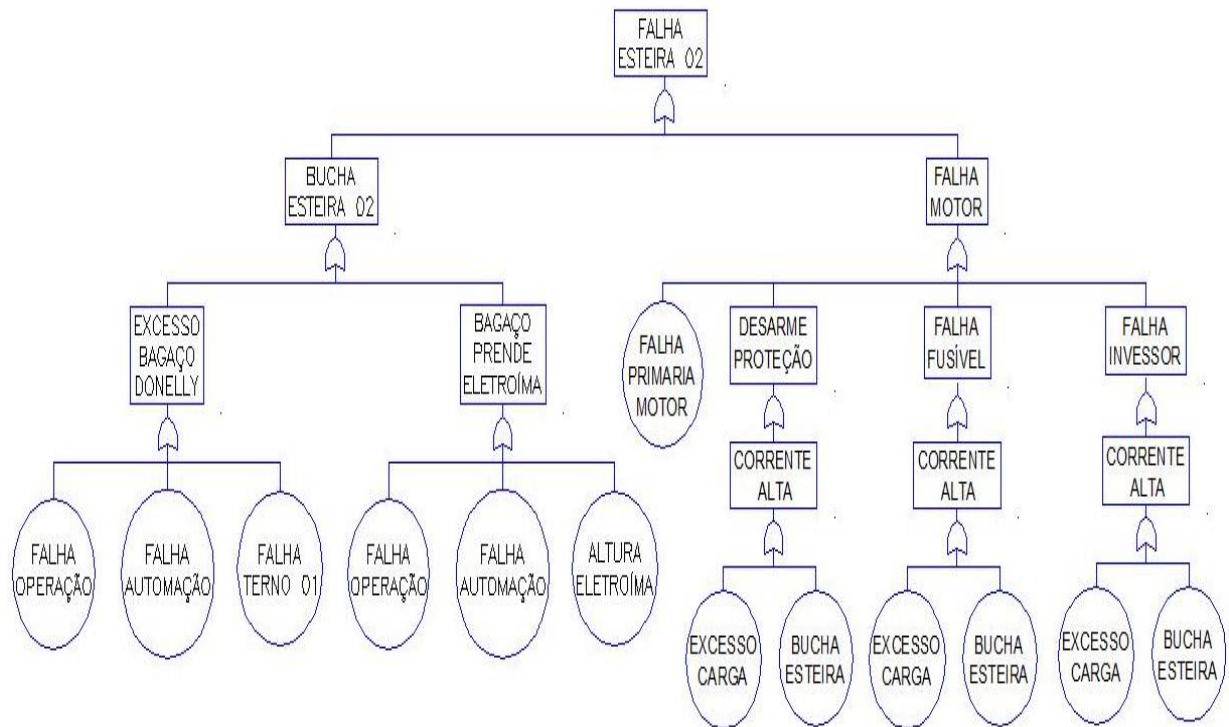 FALHA
ESTEIRA 02
BUCHA
ESTEIRA 02
FALHA
MOTOR
EXCESSO
BAGAÇO
DONELLY
BAGAÇO
PRENDE
ELETROÍMA
FALHA
PRIMARIA
MOTOR
DESARME
PROTEÇÃO
FALHA
FUSÍVEL
FALHA
INVESSOR
CORRENTE
ALTA
CORRENTE
ALTA
CORRENTE
ALTA
FALHA
OPERAÇÃO
FALHA
AUTOMAÇÃO
FALHA
TERNO 01
FALHA
OPERAÇÃO
FALHA
AUTOMAÇÃO
ALTURA
ELETROÍMA
EXCESSO
CARGA
BUCHA
ESTEIRA
EXCESSO
CARGA
BUCHA
ESTEIRA
EXCESSO
CARGA
BUCHA
ESTEIRA